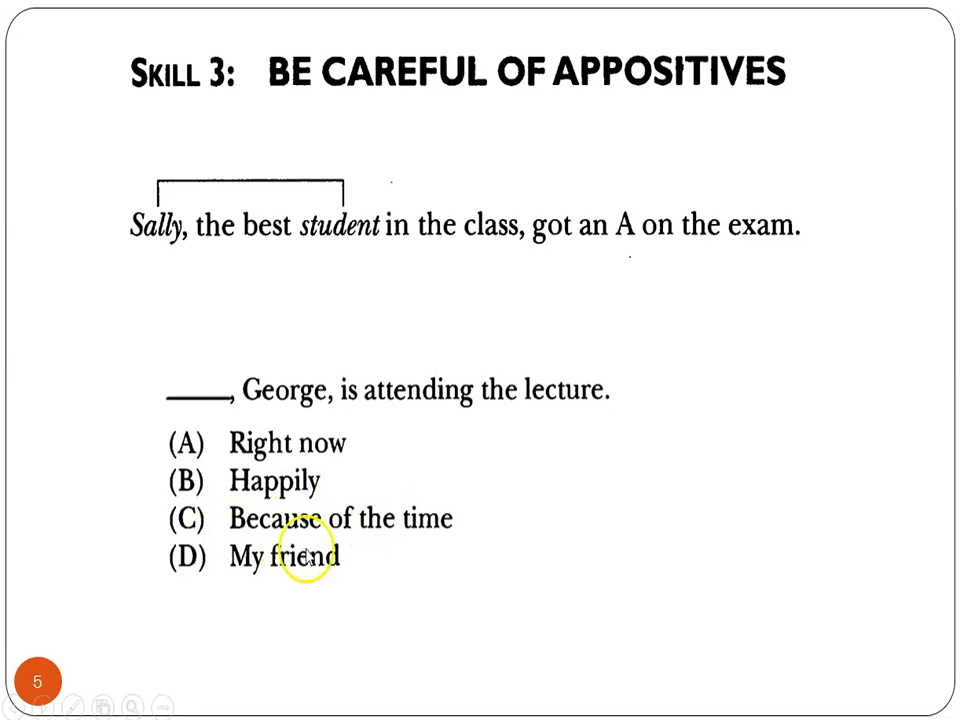 SKILL 3: BE CAREFUL OF APPOSITIVES
Sally, the best student in the class, got an A on the exam.
____, George, is attending the lecture.
(A) Right now
(B) Happily
(C) Because of the time
(D) My friend
5